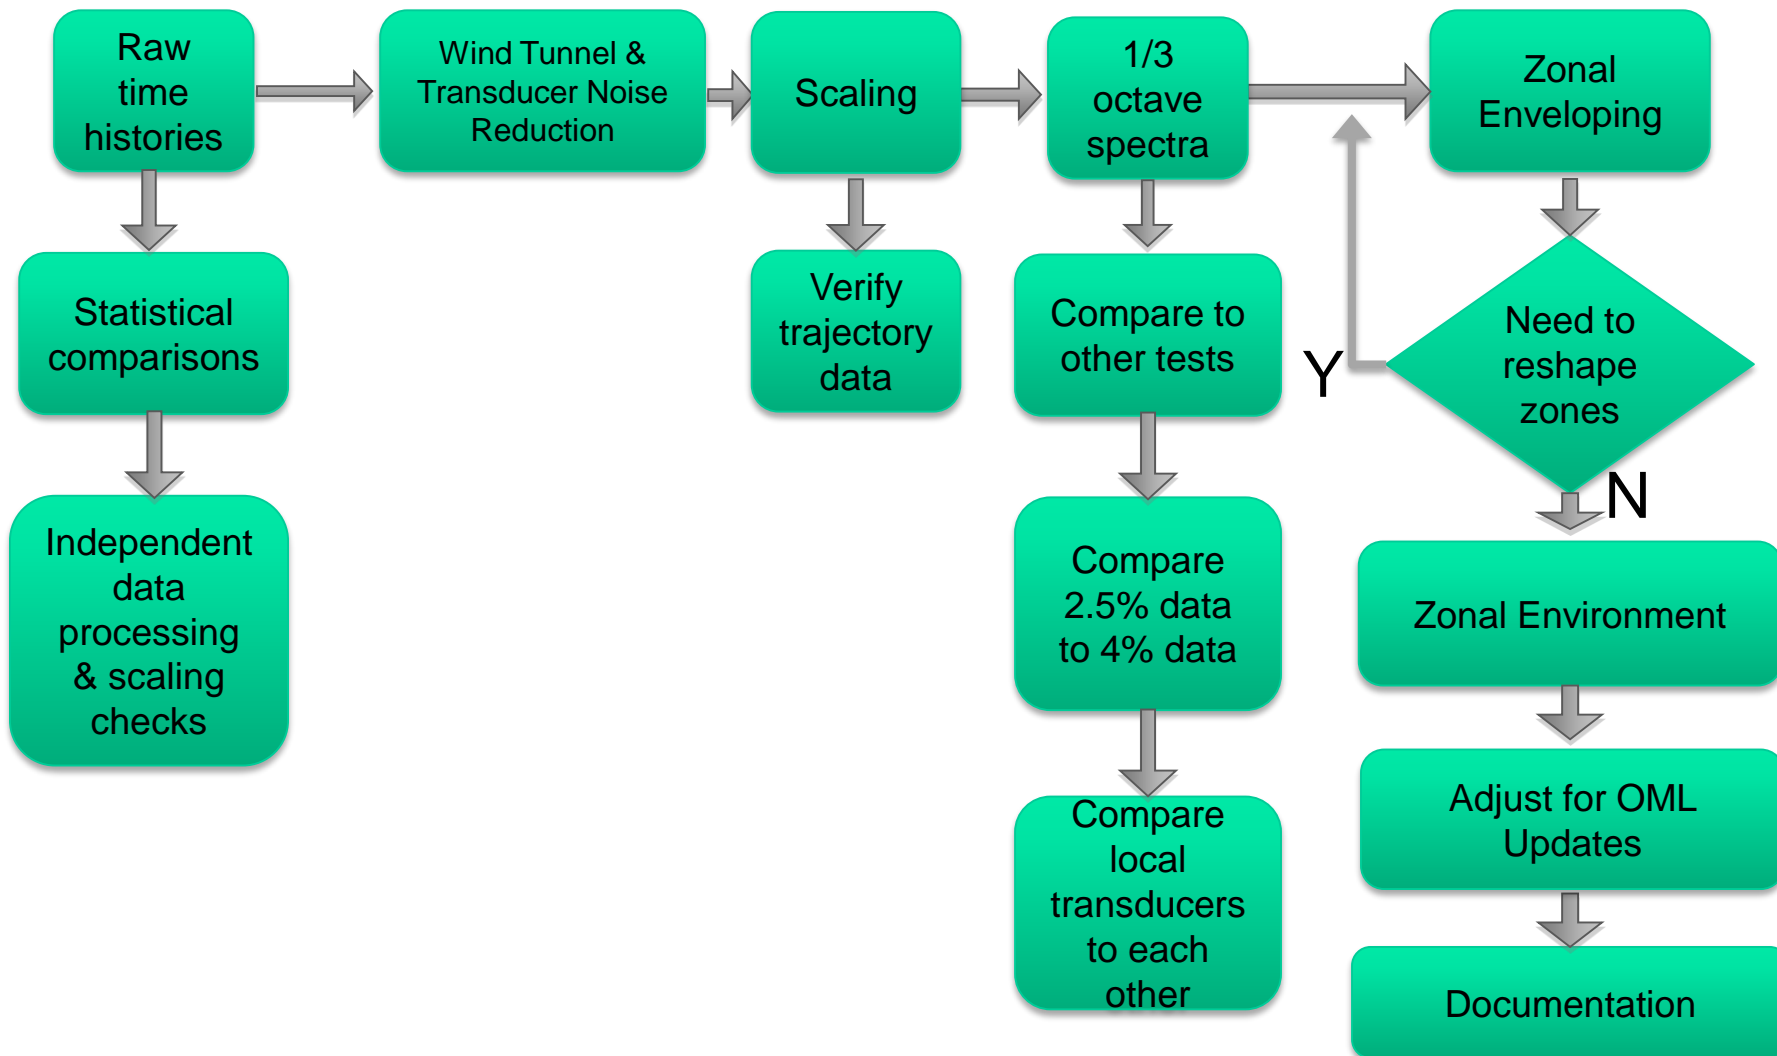 Raw
time
histories
Wind Tunnel &
Transducer Noise
Reduction
Scaling
1/3
octave
spectra
Zonal
Enveloping
Statistical
comparisons
Verify
trajectory
data
Compare to
other tests
Need to
reshape
zones
Y
N
Independent
data
processing
& scaling
checks
Compare
2.5% data
to 4% data
Zonal Environment
Compare
local
transducers
to each
other
Adjust for OML
Updates
Documentation